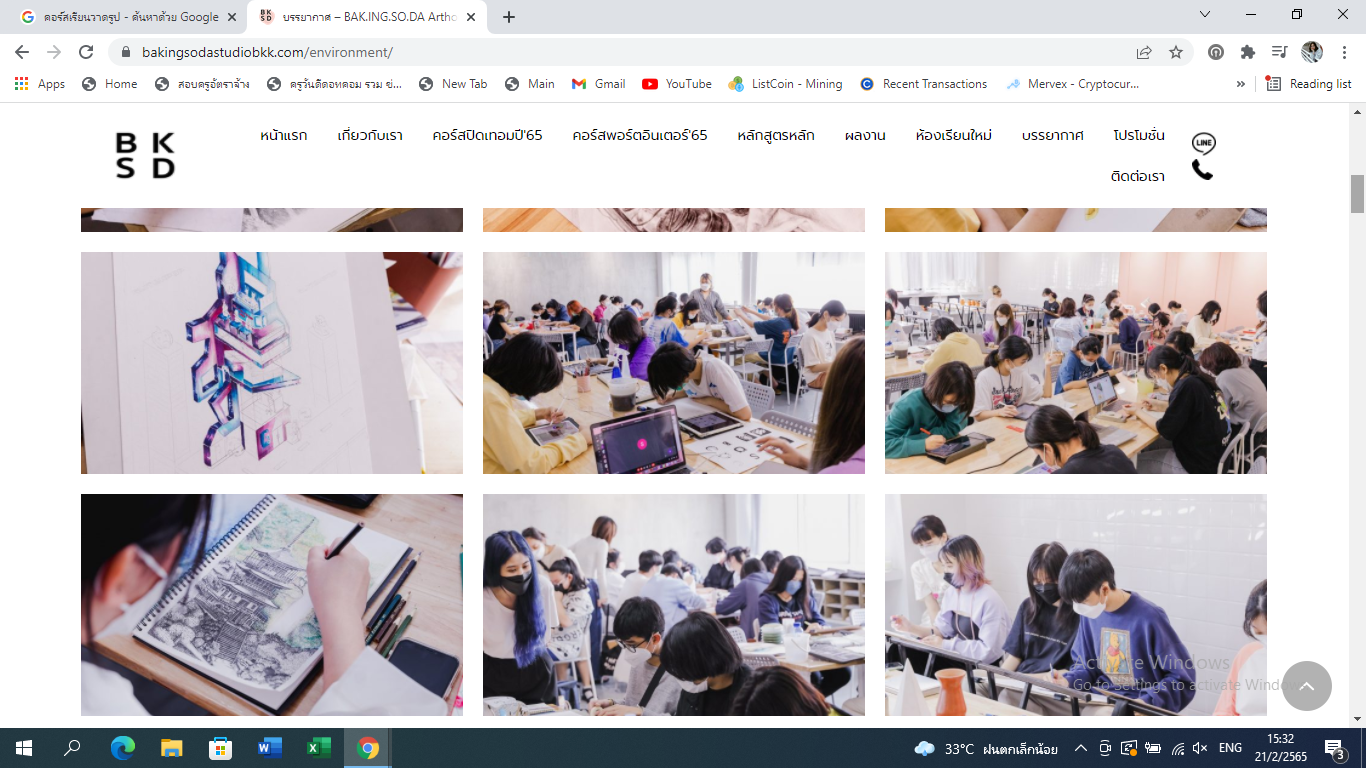 คอร์สเรียนวาดรูป - ค้นหาด้วย Google
บรรยากาศ – BAK.ING.SO.DA Artho
bakingsodastudiobkk.com/environment/
Apps
Home
สอบครูอัตราจ้าง
ครูวันดีดอทคอม รวม ข่...
New Tab
Main
Gmail
YouTube
ListCoin - Mining
Recent Transactions
Mervex - Cryptocur...
»
Reading list
B K
S D
หน้าแรก
เกี่ยวกับเรา
คอร์สปิดเทอมปี'65
คอร์สพอร์ตอินเตอร์'65
หลักสูตรหลัก
ผลงาน
ห้องเรียนใหม่
บรรยากาศ
โปรโมชั่น
LINE
ติดต่อเรา
Activate Windows
Go to Settings to activate Windows
33°C ฝนตกเล็กน้อย
ENG
15:32
21/2/2565
3